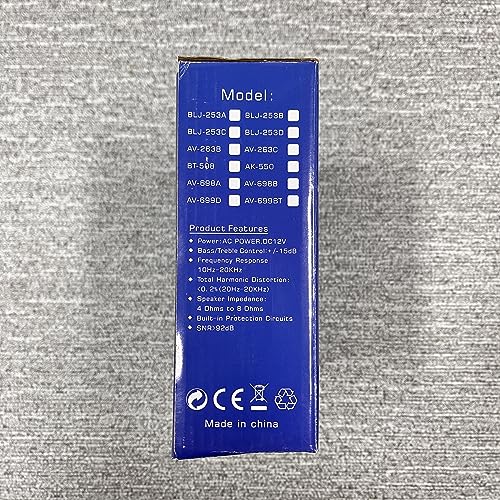 Model:
BLJ-253A BLJ-253B
BLJ-253C BLJ-253D
AV-263B AV-263C
BT-508 AK-550
AV-698A AV-698B
AV-699D AV-699BT
Product Features
• Power:AC POWER,DC12V
• Bass/Treble Control:+/-15dB
• Frequency Response
10Hz-20KHz
• Total Harmonic Distortion:
<0.2%(20Hz-20KHz)
• Speaker Impedance:
4 Ohms to 8 Ohms
• Built-in Protection Circuits
• SNR>92dB
CE
Made in china